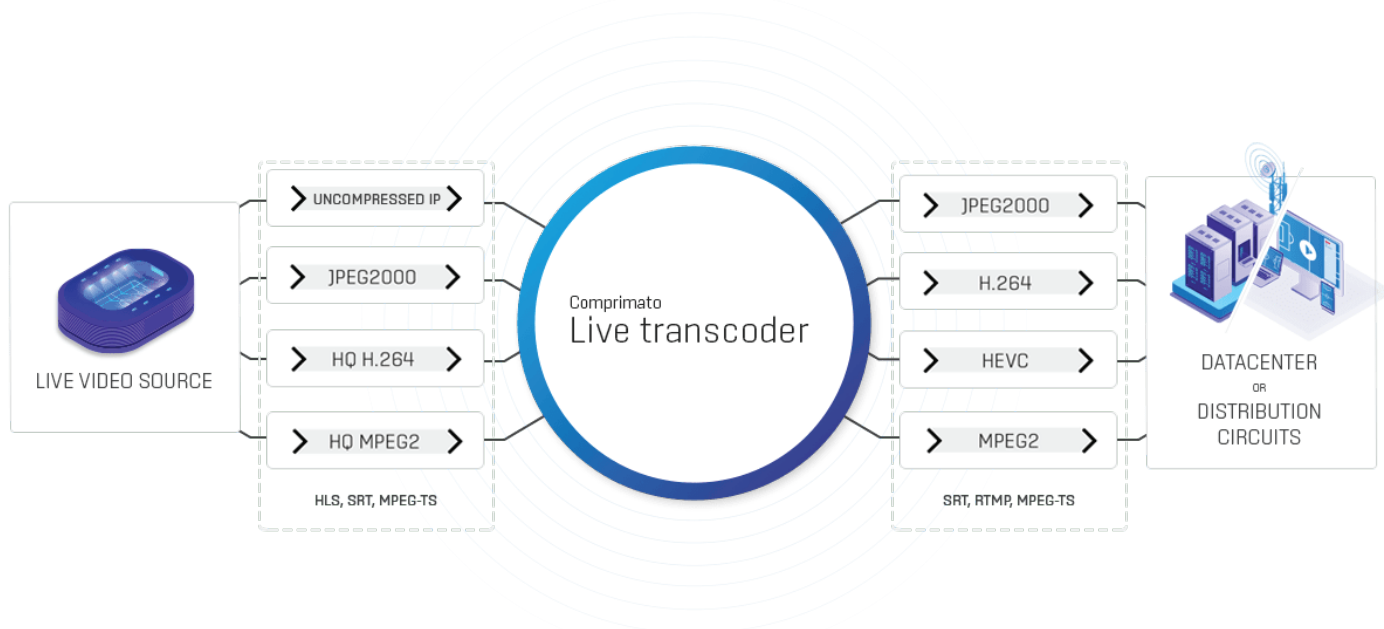 LIVE VIDEO SOURCE
UNCOMPRESSED IP
JPEG2000
HQ H.264
HQ MPEG2
HLS, SRT, MPEG-TS
Comprimato
Live transcoder
JPEG2000
H.264
HEVC
MPEG2
SRT, RTMP, MPEG-TS
DATACENTER
OR
DISTRIBUTION
CIRCUITS